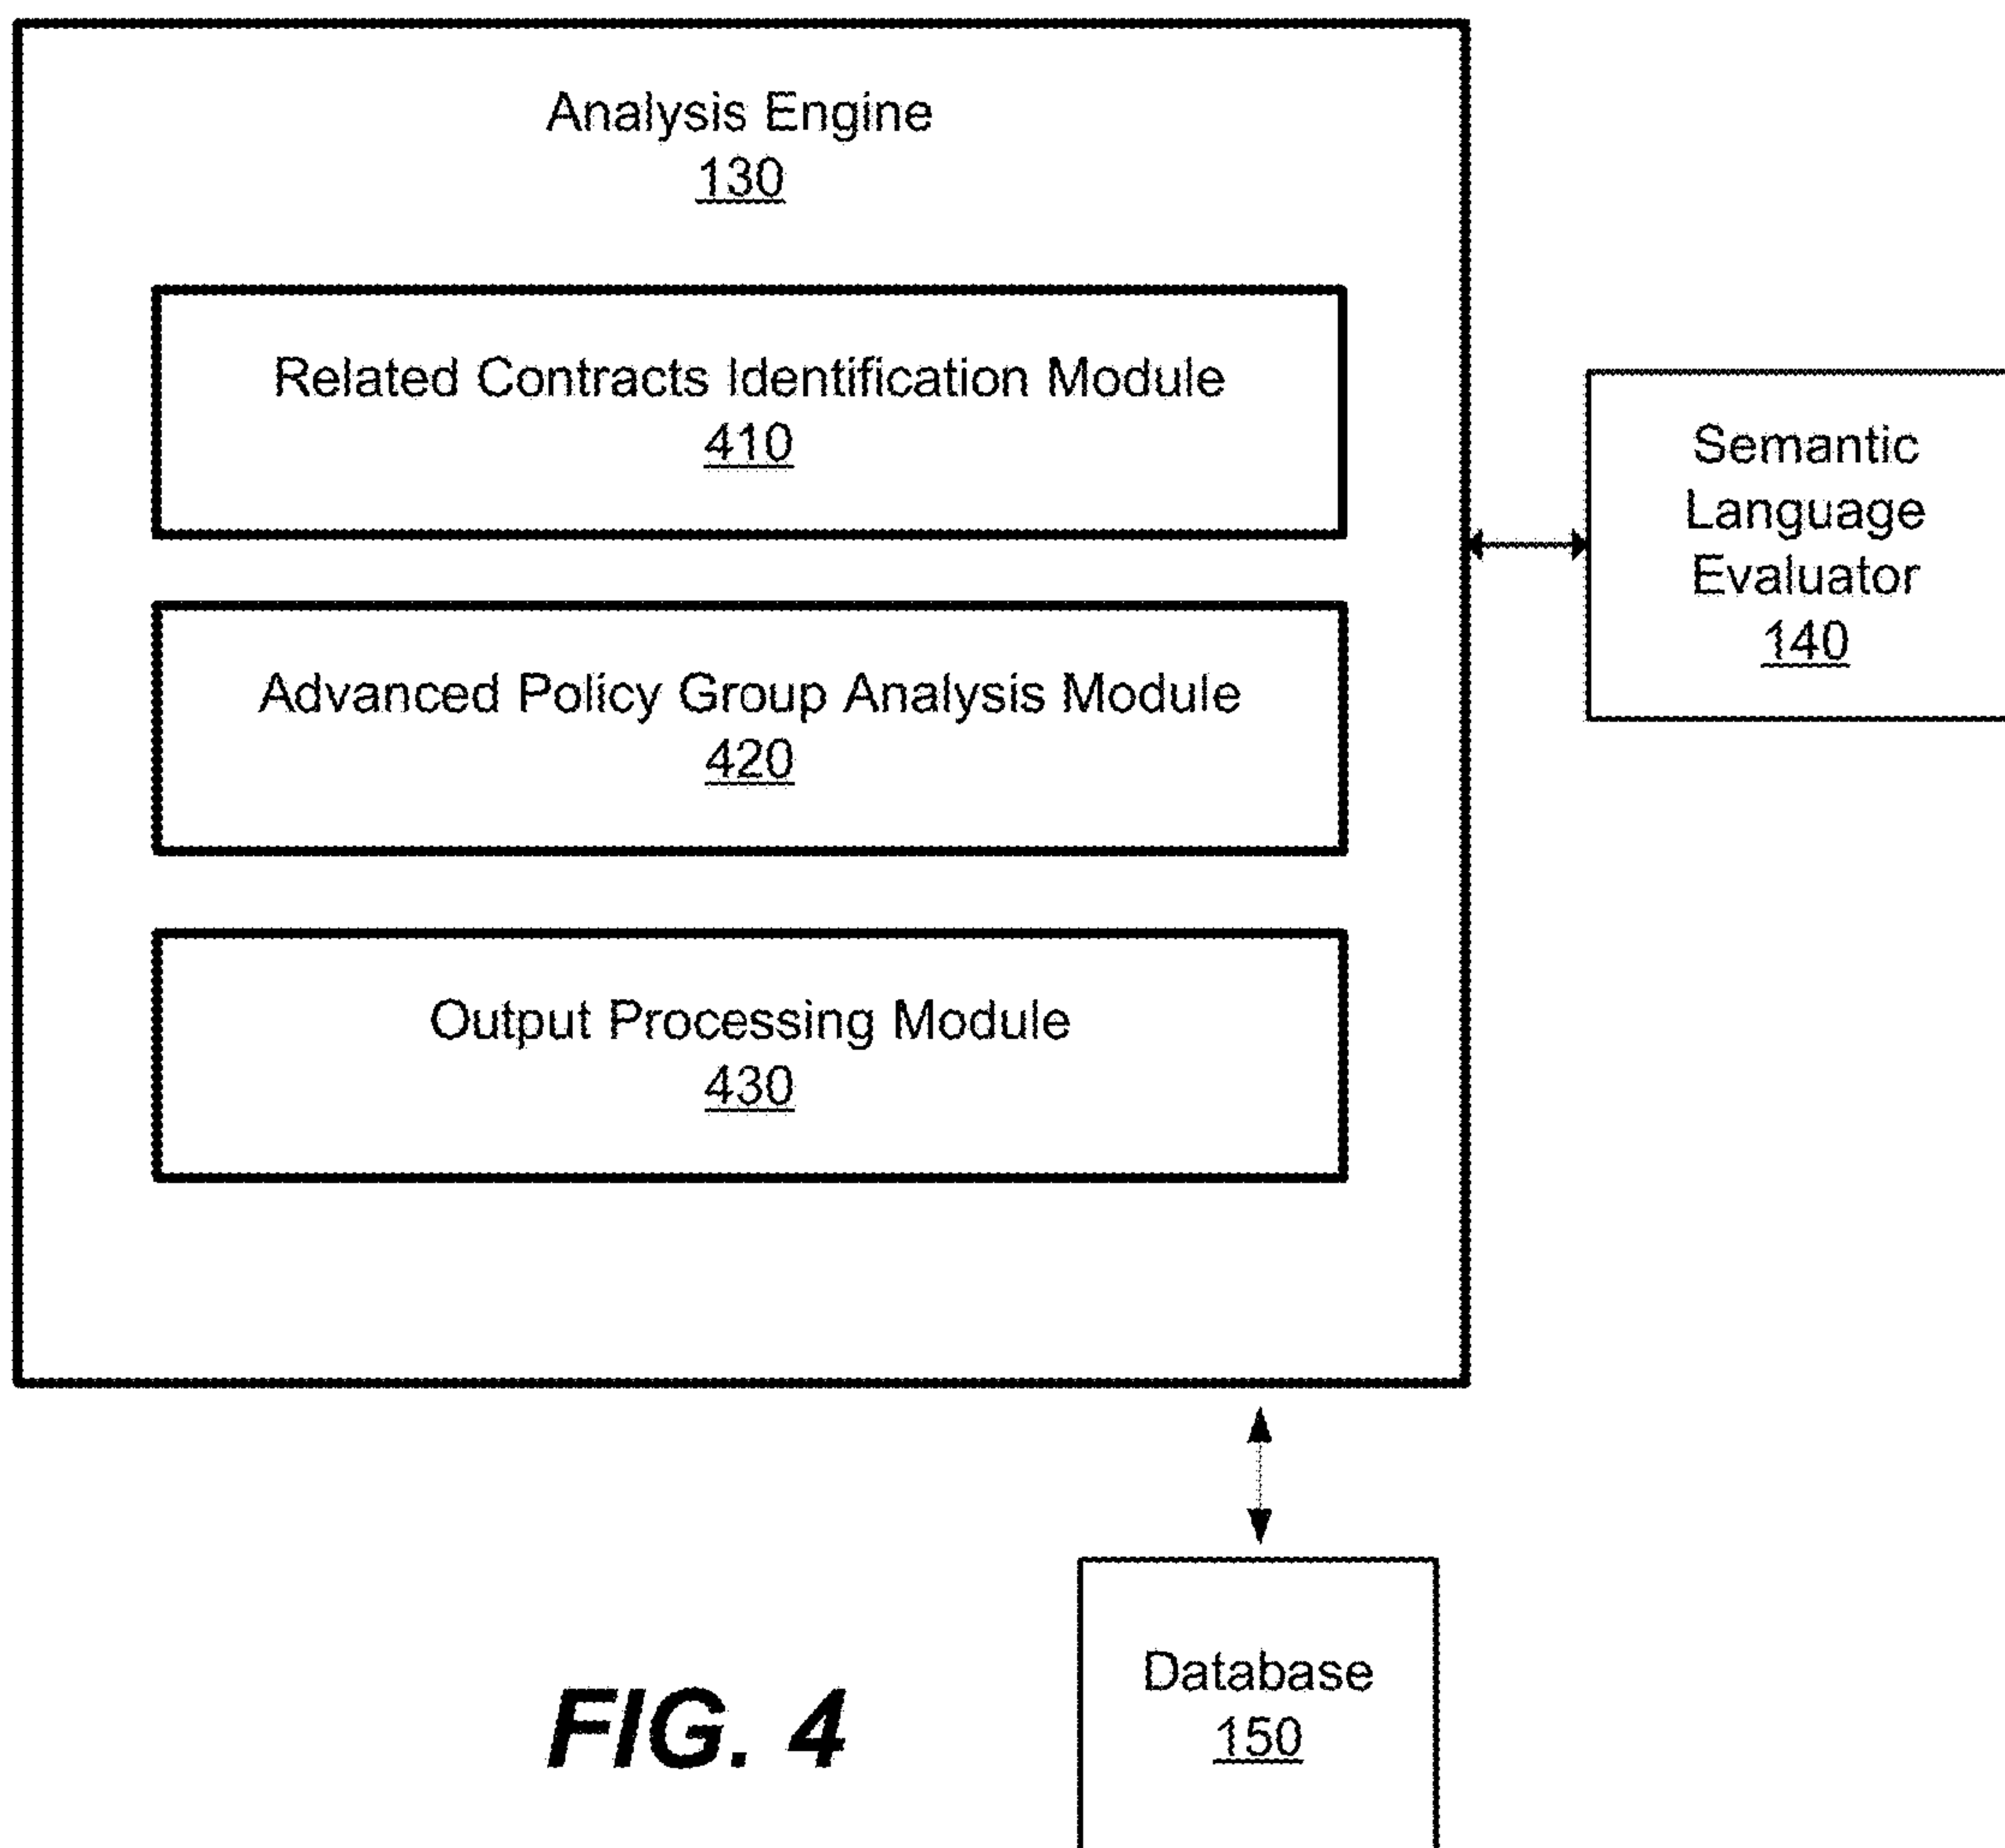 Analysis Engine
130
Related Contracts Identification Module
410
Advanced Policy Group Analysis Module
420
Output Processing Module
430
Semantic
Language
Evaluator
140
Database
150
FIG. 4